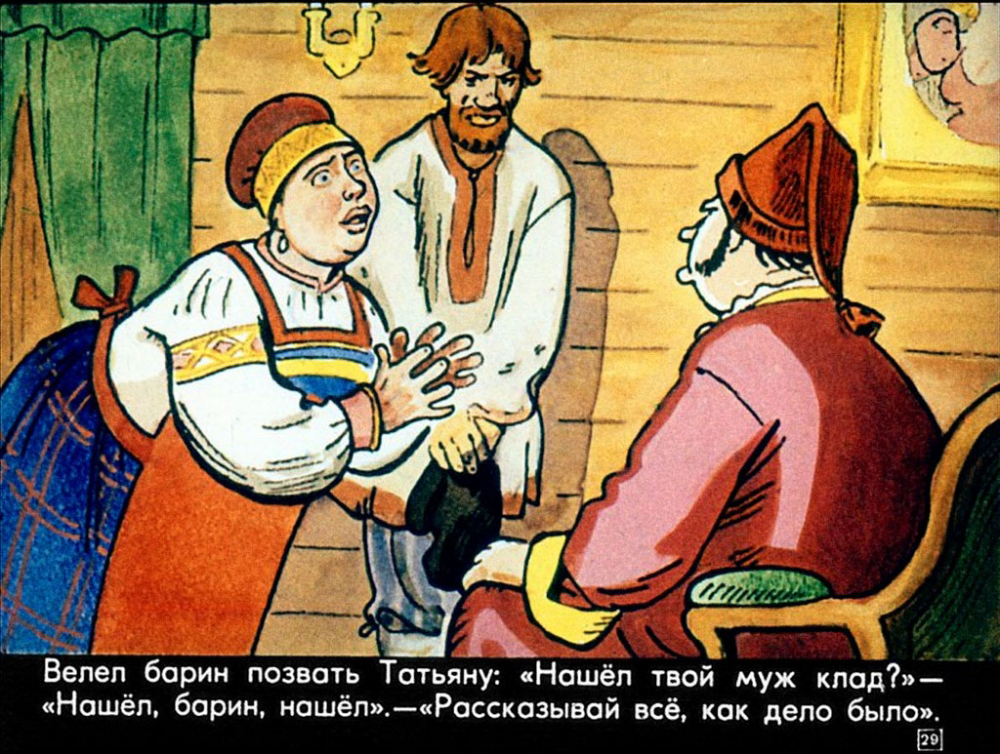 Велел барин позвать Татьяну: «Нашёл твой муж клад?»—
«Нашёл, барин, нашёл».—«Рассказывай всё, как дело было».
29